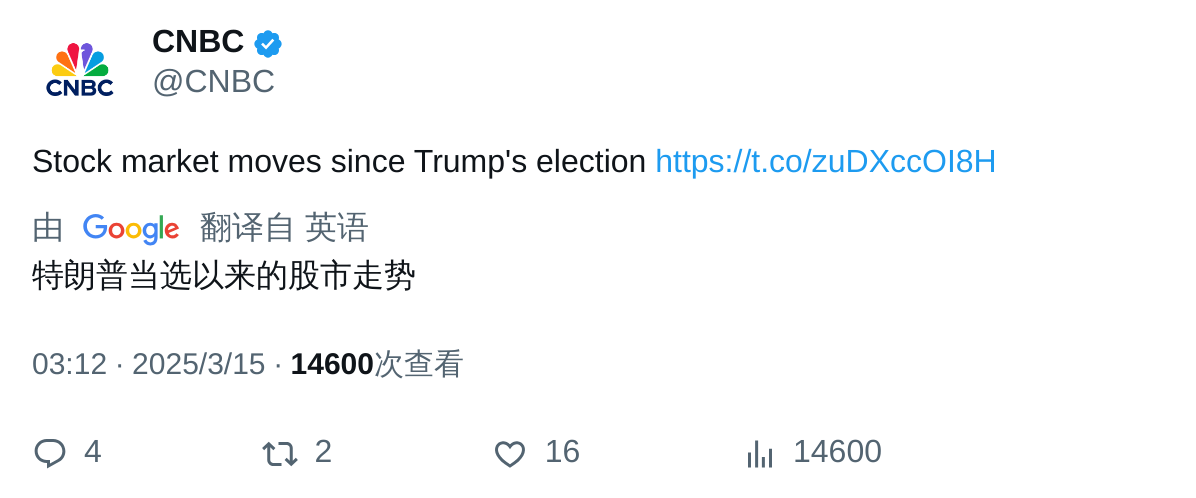 CNBC
CNBC
@CNBC
Stock market moves since Trump's election https://t.co/zuDXccOI8H
由 Google 翻译自 英语
特朗普当选以来的股市走势
03:12 · 2025/3/15 · 14600次查看
4 2 16 14600